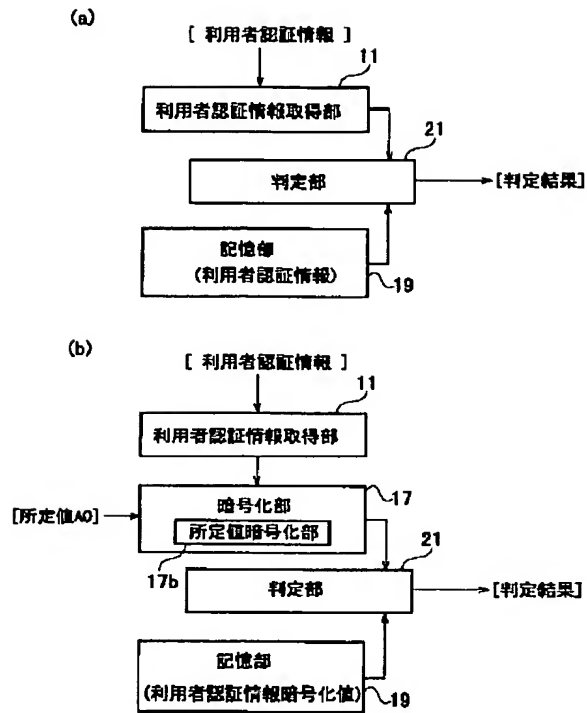 (a)
[ 利用者認証情報 ]
11
利用者認証情報取得部
21
判定部
[判定結果]
記憶部
(利用者認証情報)
19
(b)
[ 利用者認証情報 ]
11
利用者認証情報取得部
17
暗号化部
[所定値A0]
所定値暗号化部
17b
21
判定部
[判定結果]
記憶部
(利用者認証情報暗号化値)
19